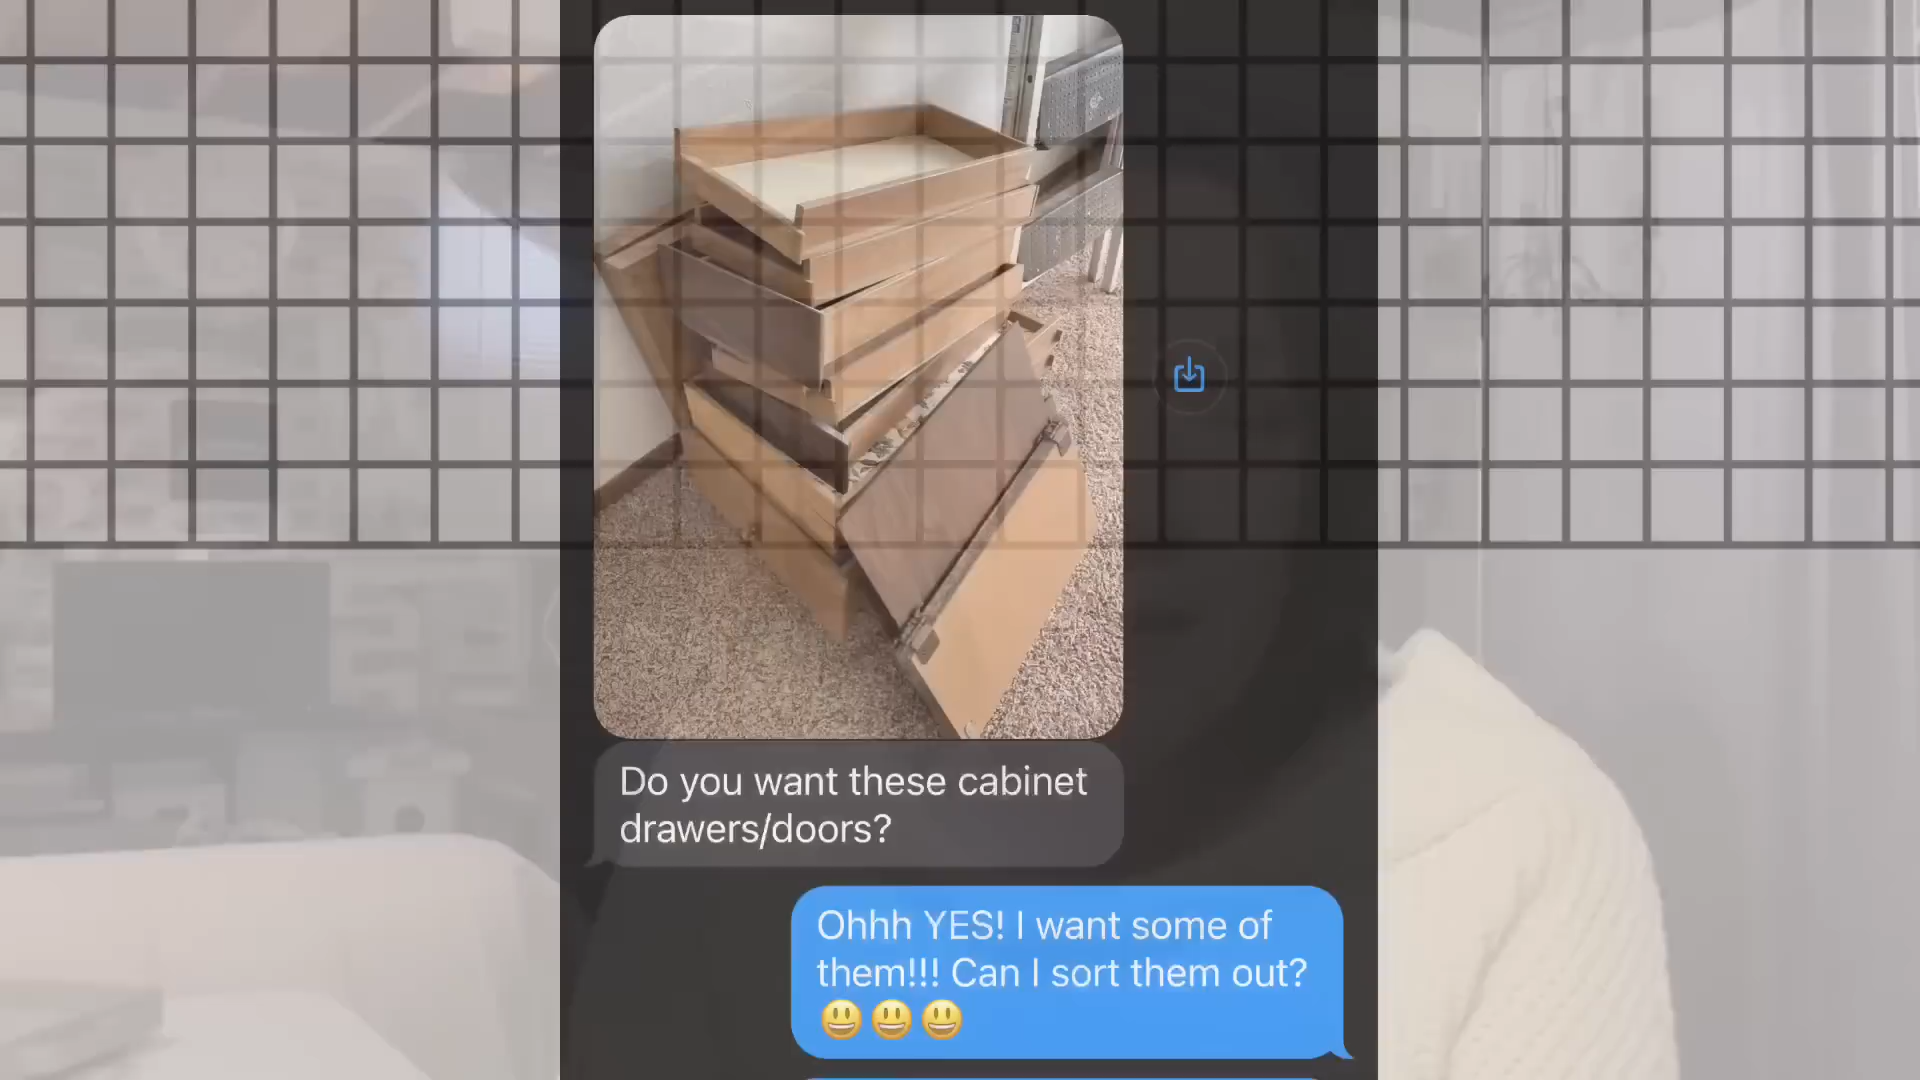 Do you want these cabinet
drawers/doors?
Ohhh YES! I want some of
them!!! Can I sort them out?
😃😃😃